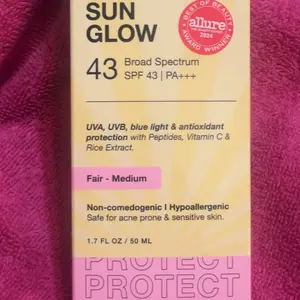 SUN
GLOW
BEST OF BEAUTY
allure
2024
AWARD WINNER
43 Broad Spectrum
SPF 43 | PA+++
UVA, UVB, blue light & antioxidant
protection with Peptides, Vitamin C &
Rice Extract.
Fair - Medium
Non-comedogenic | Hypoallergenic
Safe for acne prone & sensitive skin.
1.7 FL OZ / 50 ML
PROTECT
PROTECT